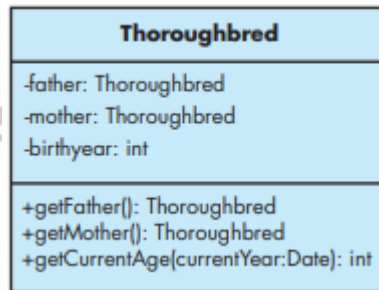 Thoroughbred
-father: Thoroughbred
-mother: Thoroughbred
-birthyear: int
+getFather(): Thoroughbred
+getMother(): Thoroughbred
+getCurrentAge(currentYear:Date): int